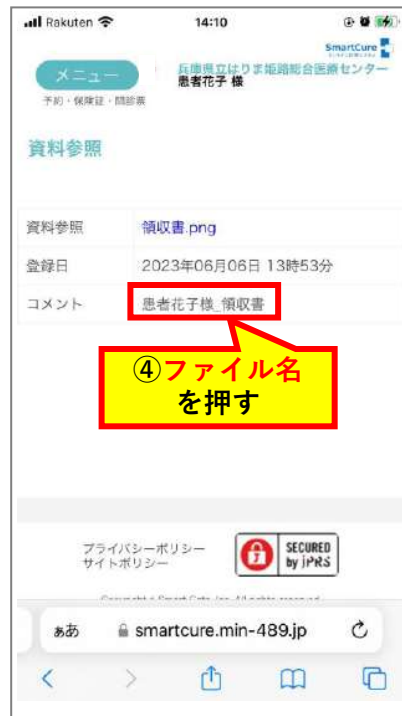 Rakuten 14:10
SmartCure
メニュー
兵庫県立はりま姫路総合医療センター
患者花子 様
予約・保険証・問診票
資料参照
資料参照 領収書.png
登録日 2023年06月06日 13時53分
コメント 患者花子様_領収書
④ファイル名
を押す
プライバシーポリシー
サイトポリシー
SECURED
by JPRS
ぁあ smartcure.min-489.jp